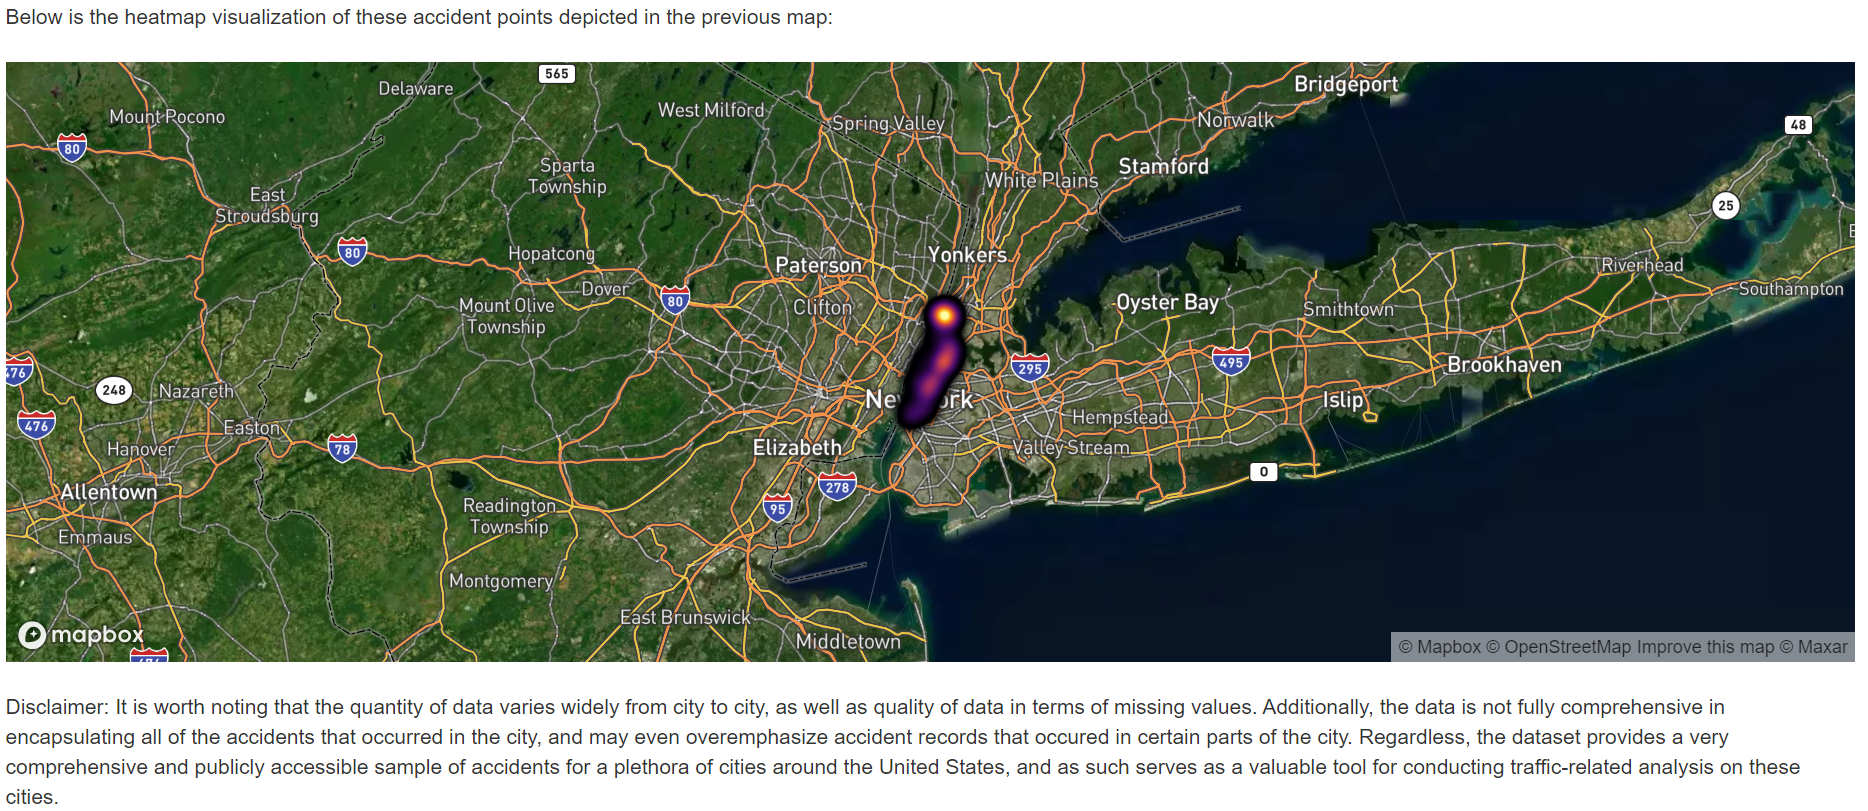 Below is the heatmap visualization of these accident points depicted in the previous map:
565
Delaware
Bridgeport
Mount Pocono
West Milford
Spring Valley
Norwalk
48
80
Sparta
Township
White Plains
Stamford
East
Stroudsburg
25
80
Hopatcong
Paterson
Yonkers
Riverhead
Dover
80
Mount Olive
Township
Clifton
Oyster Bay
Smithtown
Southampton
476
248
Nazareth
295
495
Brookhaven
New York
Islip
476
Easton
Hempstead
Hanover
78
Elizabeth
Valley Stream
0
Allentown
278
95
Readington
Township
Emmaus
Montgomery
East Brunswick
mapbox
Middletown
© Mapbox © OpenStreetMap Improve this map © Maxar
Disclaimer: It is worth noting that the quantity of data varies widely from city to city, as well as quality of data in terms of missing values. Additionally, the data is not fully comprehensive in
encapsulating all of the accidents that occurred in the city, and may even overemphasize accident records that occured in certain parts of the city. Regardless, the dataset provides a very
comprehensive and publicly accessible sample of accidents for a plethora of cities around the United States, and as such serves as a valuable tool for conducting traffic-related analysis on these
cities.